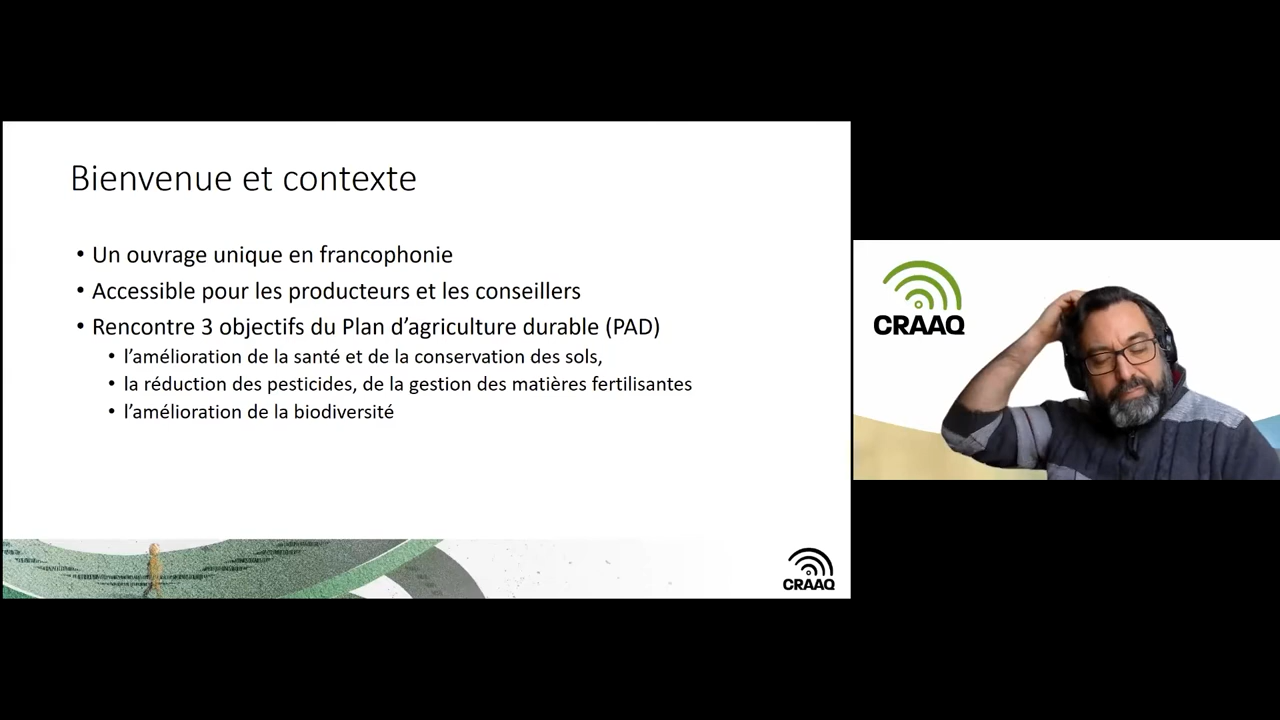 Bienvenue et contexte
• Un ouvrage unique en francophonie
• Accessible pour les producteurs et les conseillers
• Rencontre 3 objectifs du Plan d’agriculture durable (PAD)
• l’amélioration de la santé et de la conservation des sols,
• la réduction des pesticides, de la gestion des matières fertilisantes
• l’amélioration de la biodiversité
CRAAQ
CRAAQ